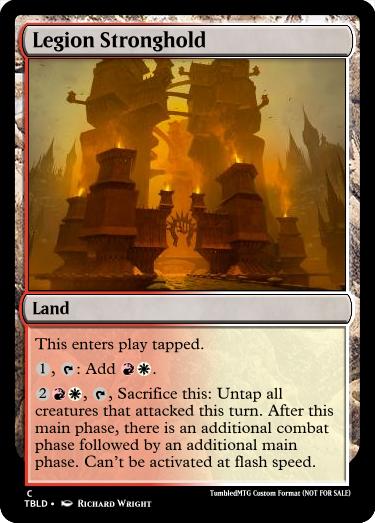 Legion Stronghold
Land
This enters play tapped.
1, T: Add RW.
2RW, T, Sacrifice this: Untap all
creatures that attacked this turn. After this
main phase, there is an additional combat
phase followed by an additional main
phase. Can't be activated at flash speed.
C
TBLD • Richard Wright
TumbledMTG Custom Format (NOT FOR SALE)